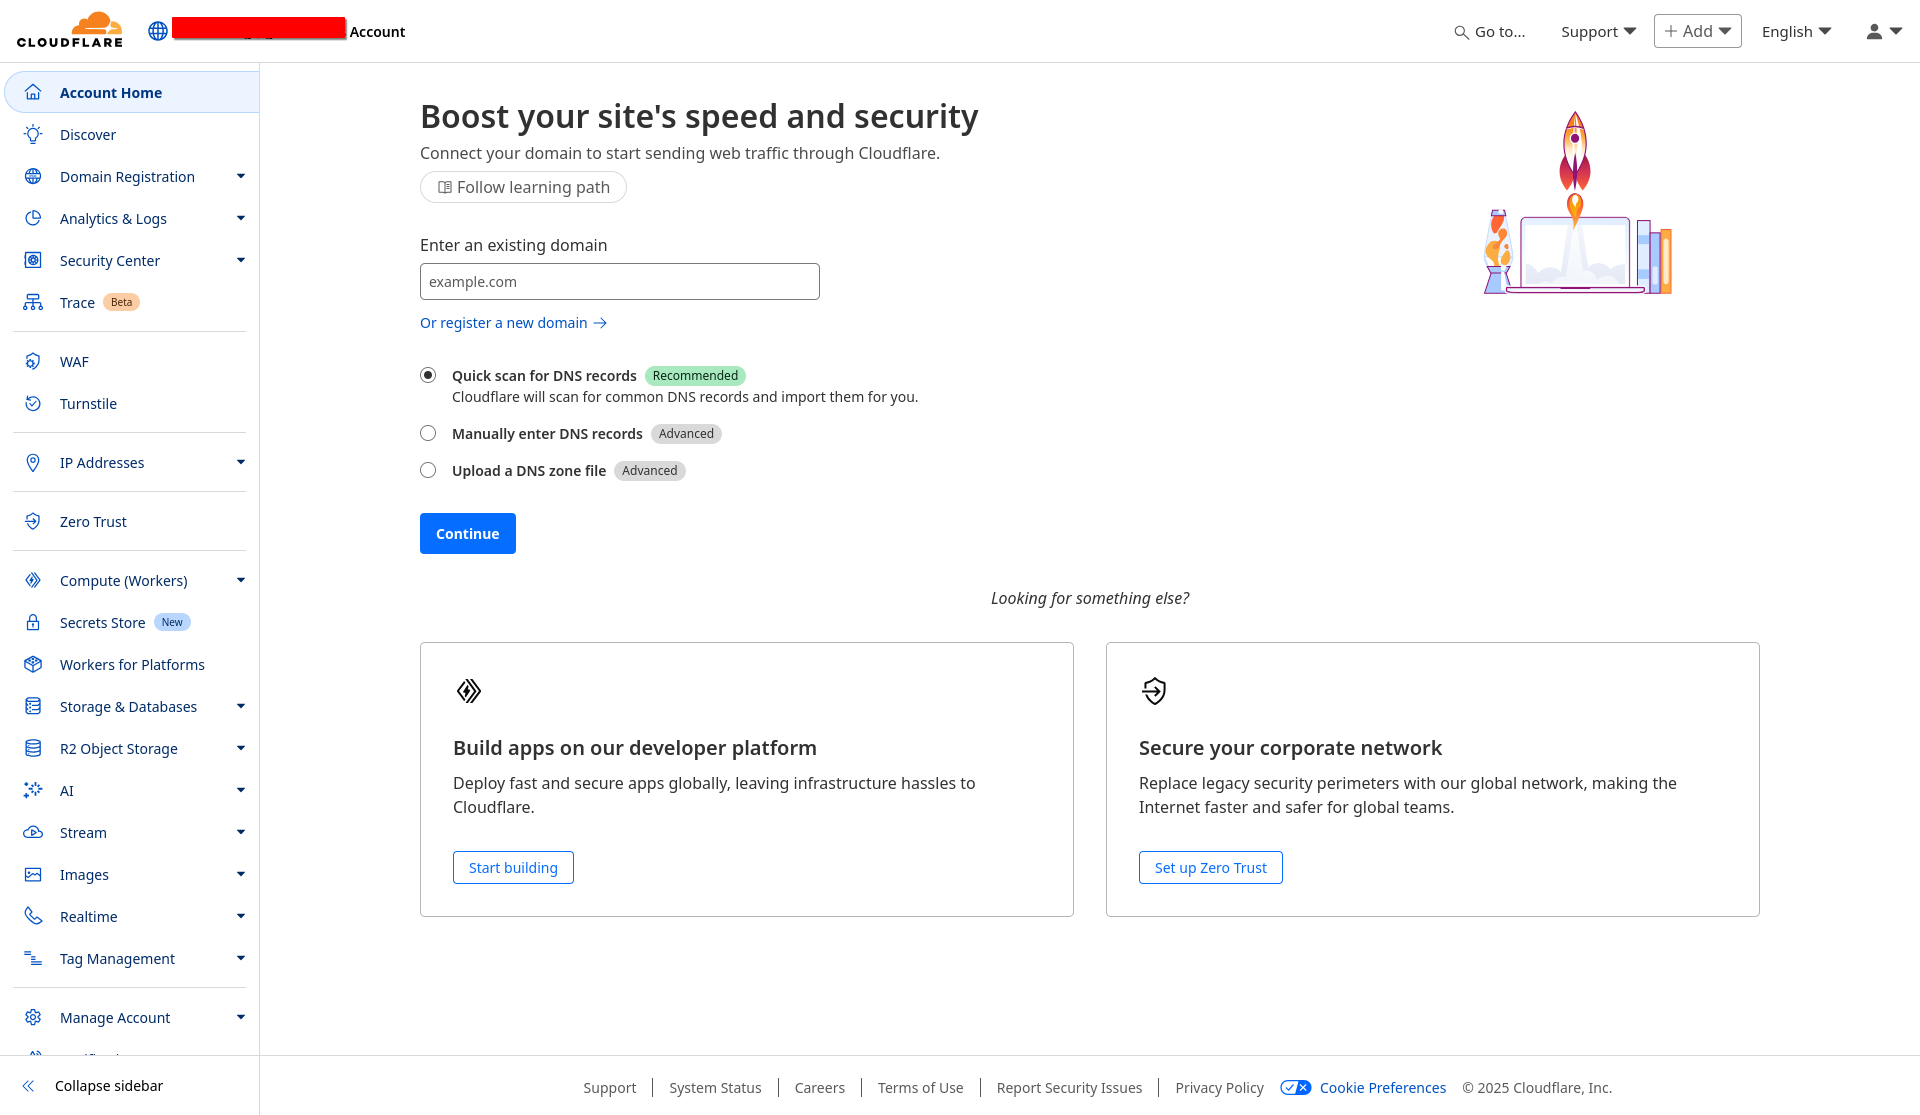 CLOUDFLARE
Account
Go to...
Support
Add
English
Account Home
Discover
Domain Registration
Analytics & Logs
Security Center
Trace Beta
WAF
Turnstile
IP Addresses
Zero Trust
Compute (Workers)
Secrets Store New
Workers for Platforms
Storage & Databases
R2 Object Storage
AI
Stream
Images
Realtime
Tag Management
Manage Account
Collapse sidebar
Boost your site's speed and security
Connect your domain to start sending web traffic through Cloudflare.
Follow learning path
Enter an existing domain
example.com
Or register a new domain
Quick scan for DNS records Recommended
Cloudflare will scan for common DNS records and import them for you.
Manually enter DNS records Advanced
Upload a DNS zone file Advanced
Continue
Looking for something else?
Build apps on our developer platform
Deploy fast and secure apps globally, leaving infrastructure hassles to
Cloudflare.
Start building
Secure your corporate network
Replace legacy security perimeters with our global network, making the
Internet faster and safer for global teams.
Set up Zero Trust
Support
System Status
Careers
Terms of Use
Report Security Issues
Privacy Policy
Cookie Preferences
© 2025 Cloudflare, Inc.